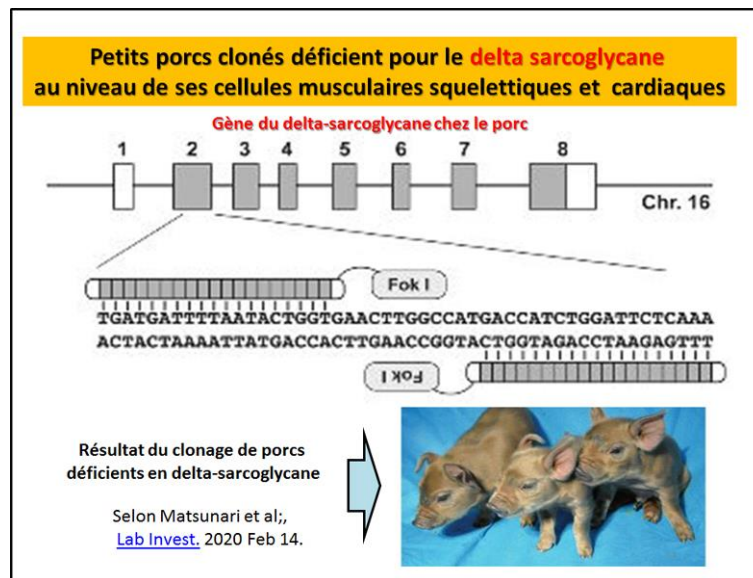 Petits porcs clonés déficient pour le delta sarcoglycane
au niveau de ses cellules musculaires squelettiques et cardiaques
Gène du delta-sarcoglycane chez le porc
1 2 3 4 5 6 7 8
Chr. 16
Fok I
TGATGATTTTAATACTGGTGAACTTGGCCATGACCATCTGGATTCTCAAA
ACTACTAAAATTATGACCACTTGAACCGGTACTGGTAGACCTAAGAGTTT
Fok I
Résultat du clonage de porcs
déficients en delta-sarcoglycane
Selon Matsunari et al;,
Lab Invest. 2020 Feb 14.